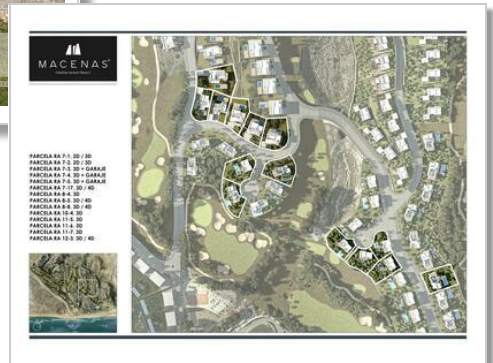 MACENAS
PARCELA RA 7-1, 2D / 3D
PARCELA RA 7-2, 2D / 3D
PARCELA RA 7-3, 3D + GARAJE
PARCELA RA 7-4, 3D + GARAJE
PARCELA RA 7-5, 3D + GARAJE
PARCELA RA 7-17, 3D / 4D
PARCELA RA 8-4, 3D
PARCELA RA 8-5, 3D / 4D
PARCELA RA 8-6, 3D / 4D
PARCELA RA 10-4, 3D
PARCELA RA 11-5, 3D
PARCELA RA 11-6, 3D
PARCELA RA 11-7, 3D
PARCELA RA 12-3, 3D / 4D